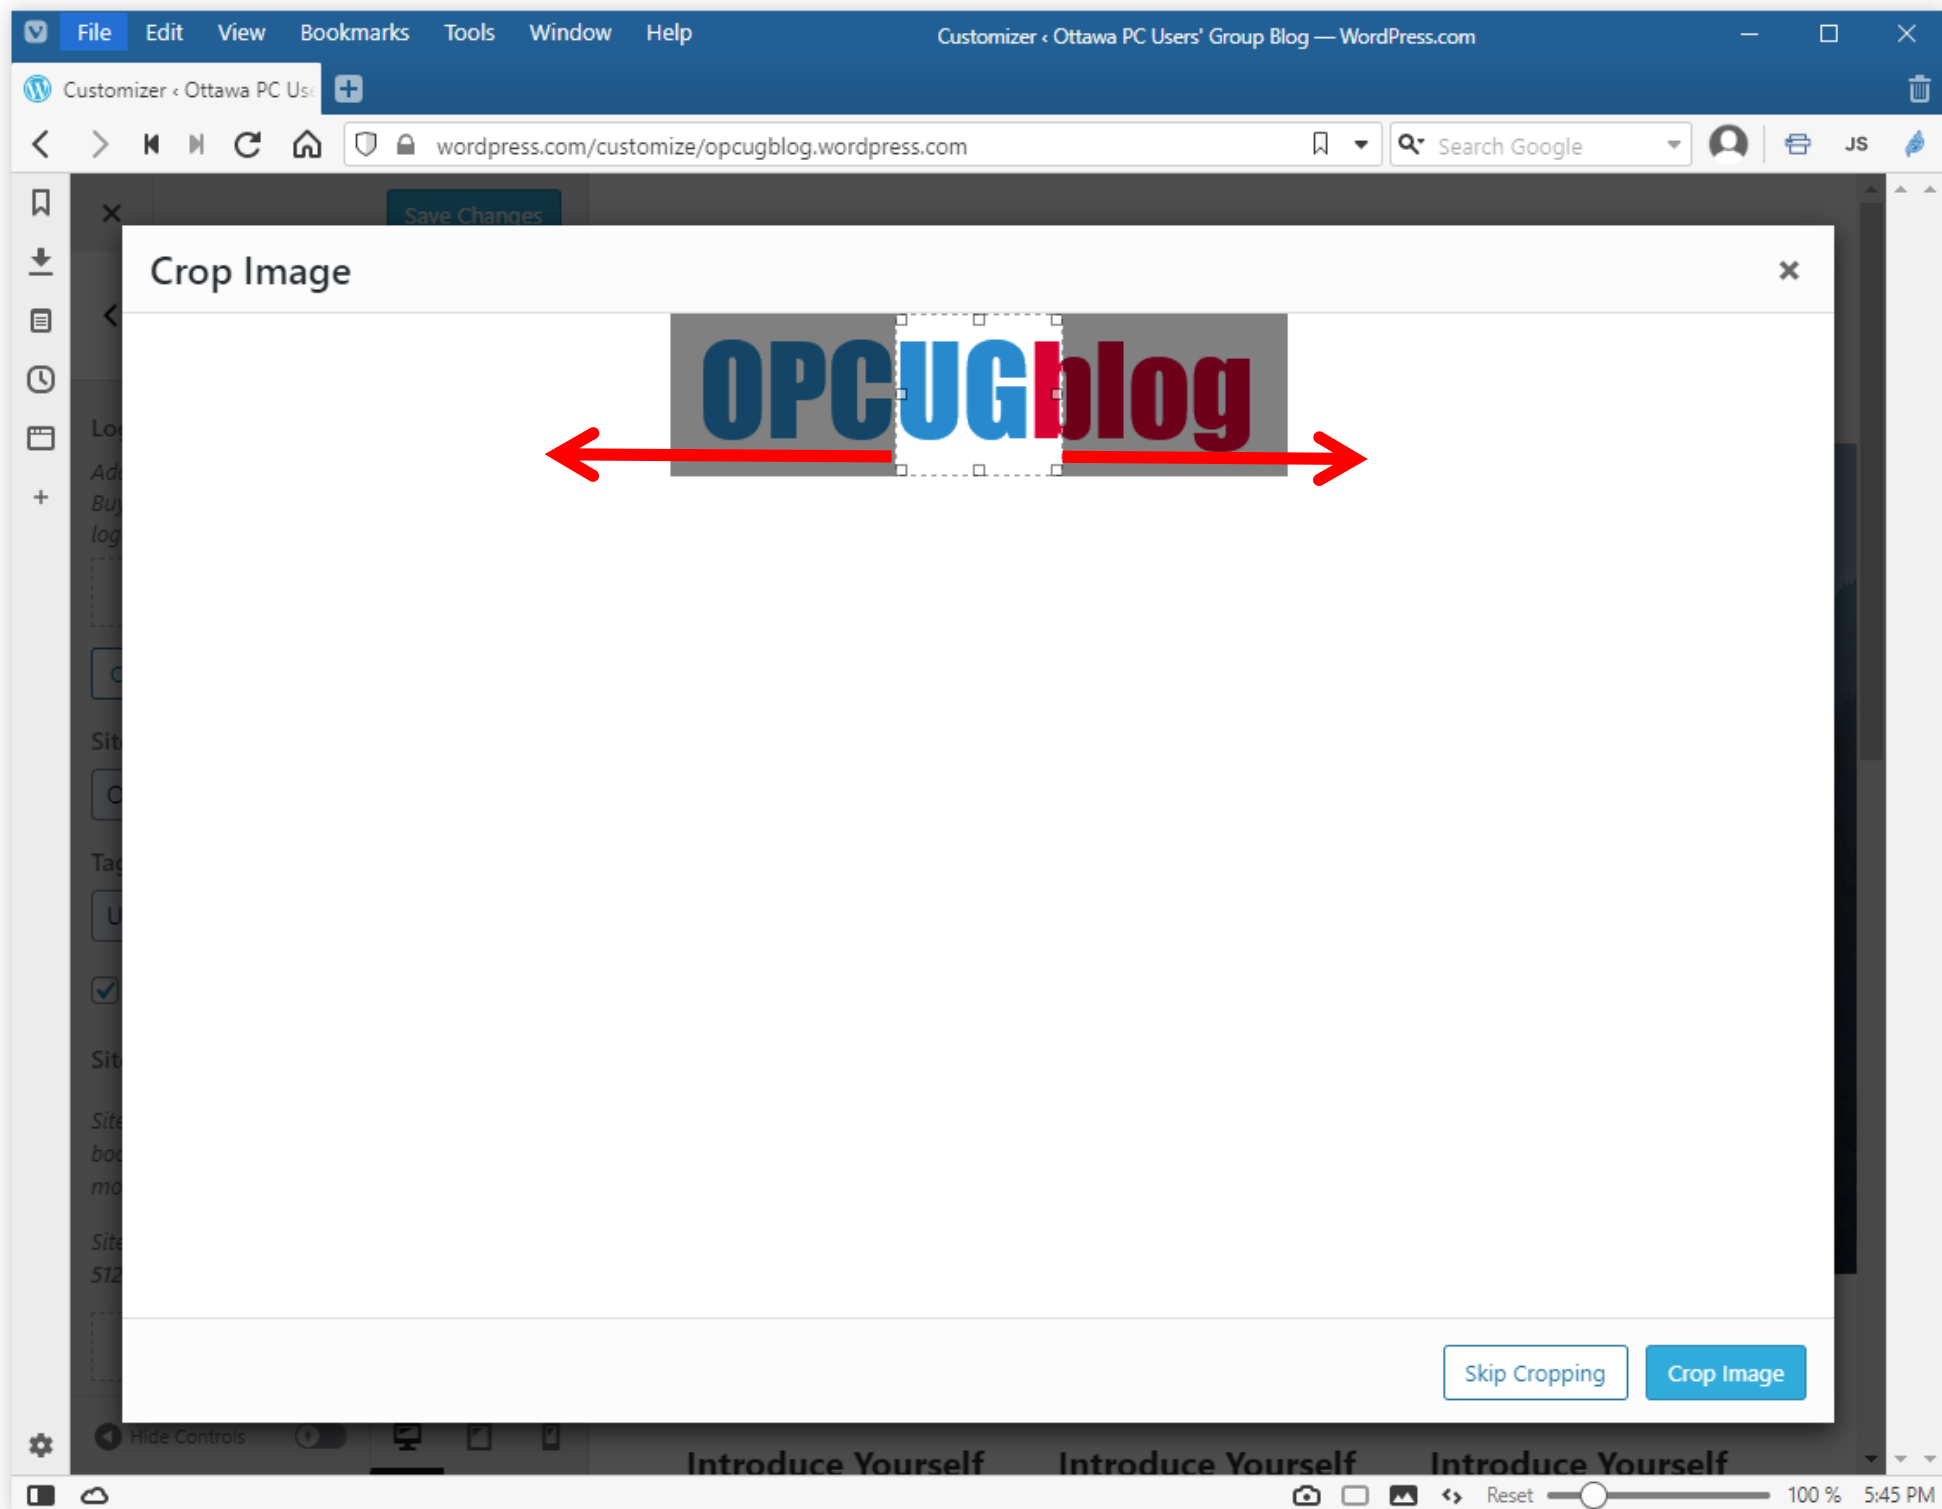 File Edit View Bookmarks Tools Window Help Customizer ‹ Ottawa PC Users' Group Blog — WordPress.com
Customizer ‹ Ottawa PC Use
wordpress.com/customize/opcugblog.wordpress.com Search Google JS
Save Changes
Crop Image
OPCUGblog
Skip Cropping Crop Image
Hide Controls
Introduce Yourself Introduce Yourself Introduce Yourself
Reset 100 % 5:45 PM